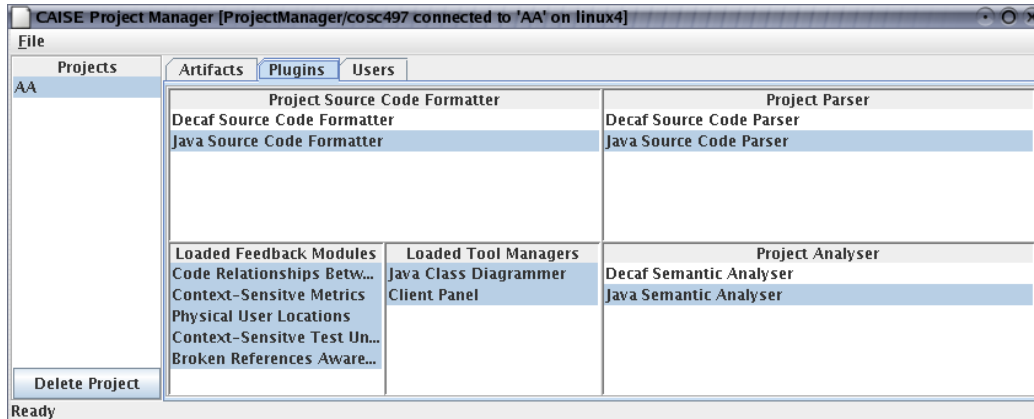 CAISE Project Manager [ProjectManager/cosc497 connected to 'AA' on linux4]
File
Projects
AA
Delete Project
Artifacts Plugins Users
Project Source Code Formatter
Decaf Source Code Formatter
Java Source Code Formatter
Project Parser
Decaf Source Code Parser
Java Source Code Parser
Loaded Feedback Modules
Code Relationships Betw...
Context-Sensitve Metrics
Physical User Locations
Context-Sensitve Test Un...
Broken References Aware...
Loaded Tool Managers
Java Class Diagrammer
Client Panel
Project Analyser
Decaf Semantic Analyser
Java Semantic Analyser
Ready